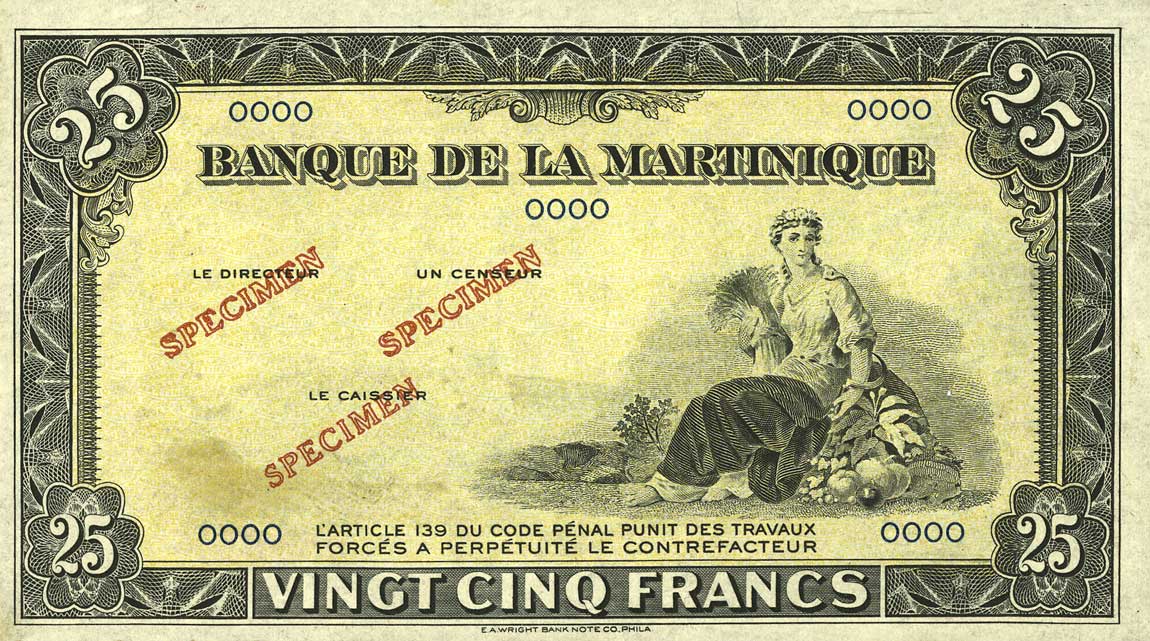 25
25
0000
0000
BANQUE DE LA MARTINIQUE
0000
LE DIRECTEUR
UN CENSEUR
SPECIMEN
SPECIMEN
LE CAISSIER
SPECIMEN
0000
L'ARTICLE 139 DU CODE PÉNAL PUNIT DES TRAVAUX
FORCÉS A PERPÉTUITÉ LE CONTREFACTEUR
0000
25
25
VINGT CINQ FRANCS
E.A.WRIGHT BANK NOTE CO. PHILA